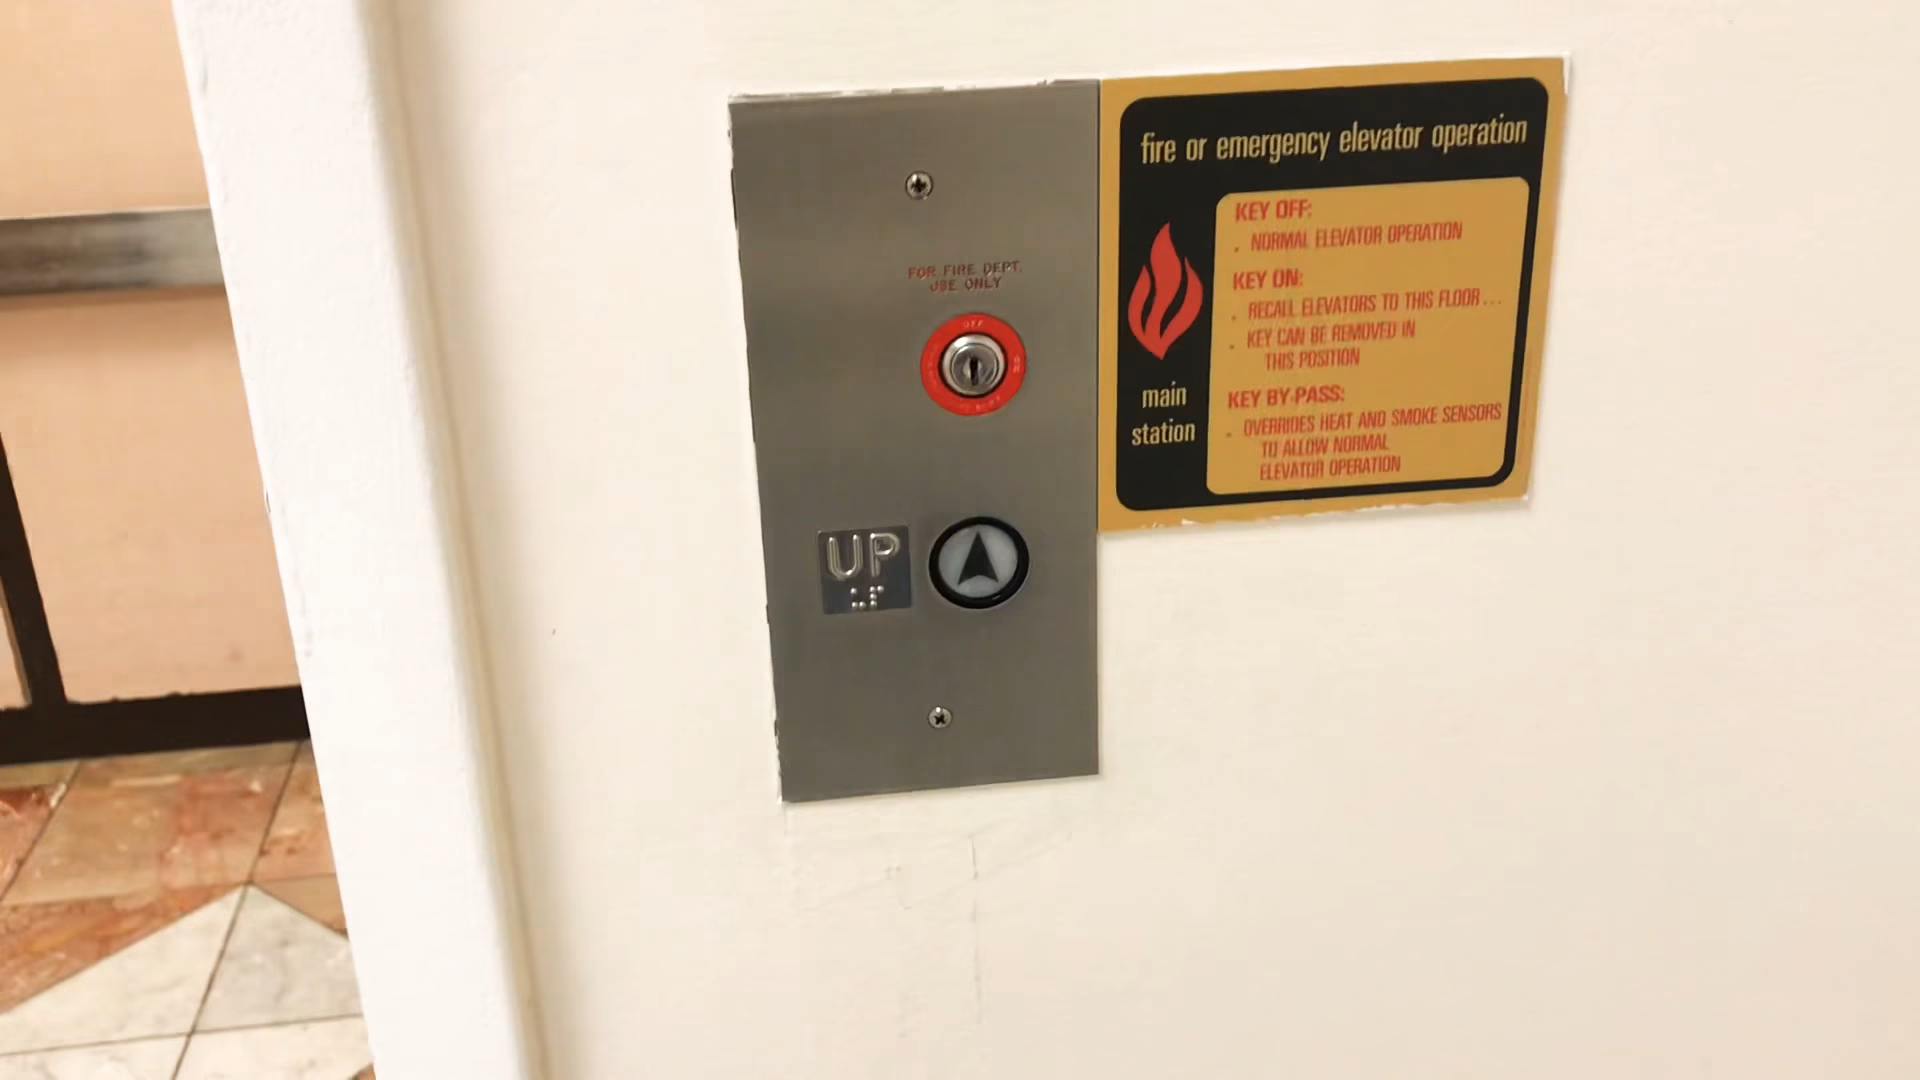 FOR FIRE DEPT.
USE ONLY
OFF
ON
UP
fire or emergency elevator operation
KEY OFF:
. NORMAL ELEVATOR OPERATION
KEY ON:
. RECALL ELEVATORS TO THIS FLOOR...
. KEY CAN BE REMOVED IN
THIS POSITION
KEY BY-PASS:
. OVERRIDES HEAT AND SMOKE SENSORS
TO ALLOW NORMAL
ELEVATOR OPERATION
main
station